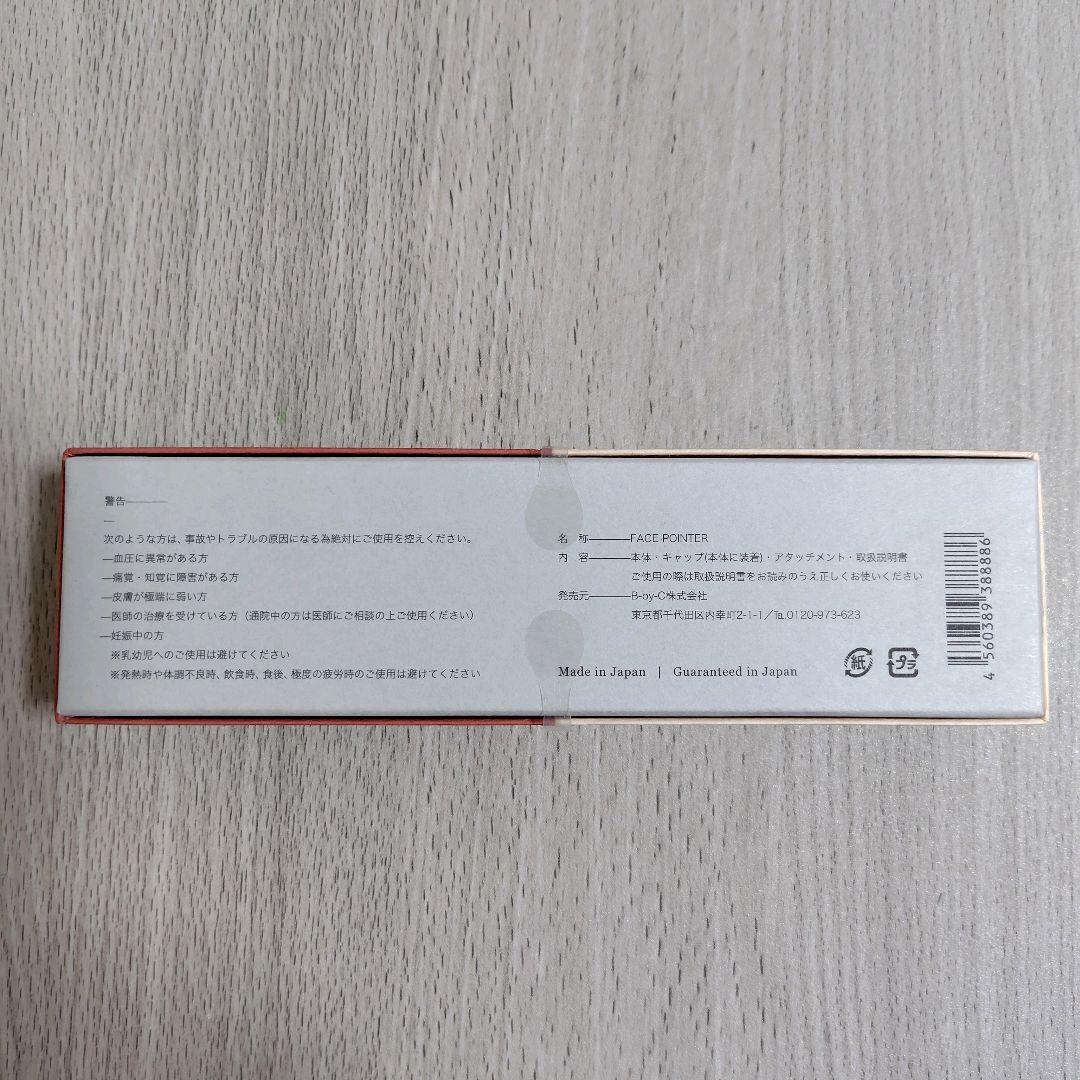 警告————
—
次のような方は、事故やトラブルの原因になる為絶対にご使用を控えください。
—血圧に異常がある方
—痛覚・知覚に障害がある方
—皮膚が極端に弱い方
—医師の治療を受けている方（通院中の方は医師にご相談の上ご使用ください）
—妊娠中の方
※乳幼児へのご使用は避けてください
※発熱時や体調不良時、飲食時、食後、極度の疲労時のご使用は避けてください
名 称————FACE-POINTER
内 容————本体・キャップ(本体に装着)・アタッチメント・取扱説明書
ご使用の際は取扱説明書をお読みのうえ正しくお使いください
発売元————B-oy-C株式会社
東京都千代田区内幸町2-1-1／℡0120-973-623
Made in Japan | Guaranteed in Japan
紙
プラ
4 560389 388886